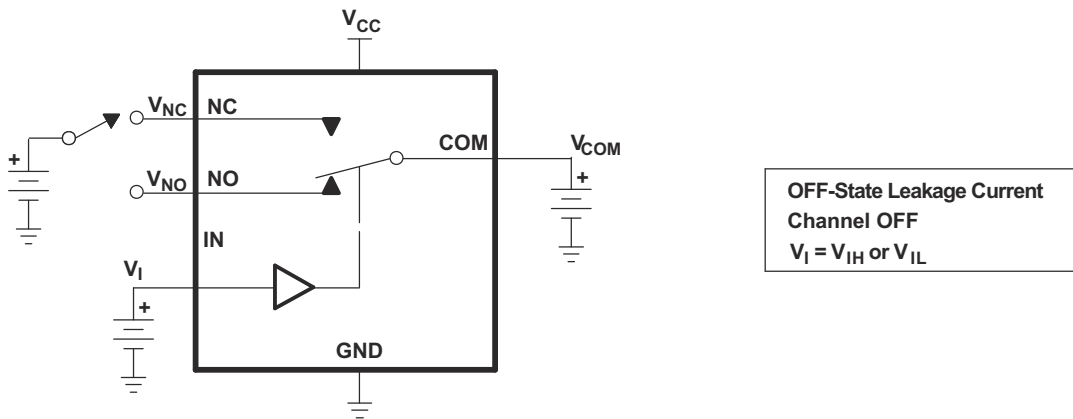 VCC
VNC
NC
+
COM
VCOM
VNO
NO
+
IN
VI
+
GND
OFF-State Leakage Current
Channel OFF
VI = VIH or VIL